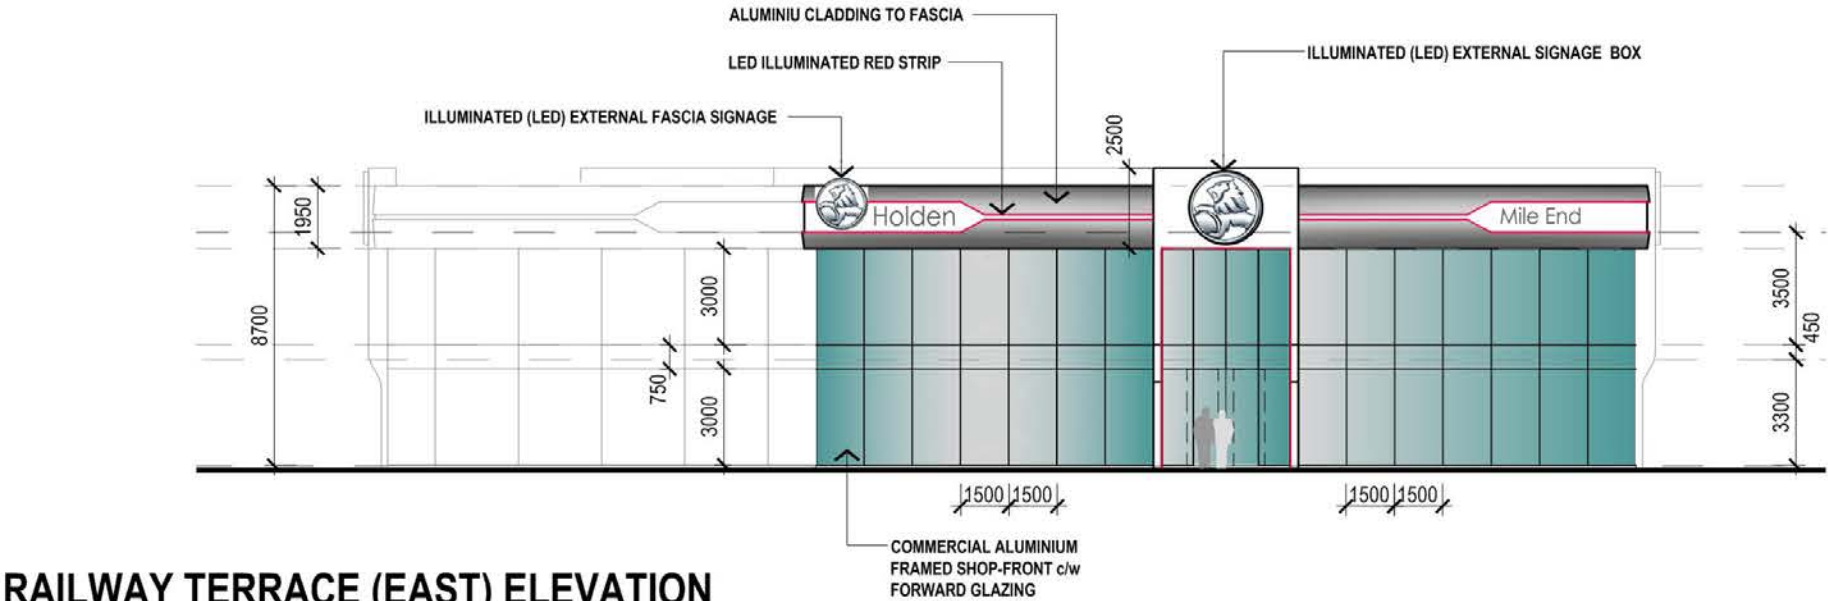 ALUMINIU CLADDING TO FASCIA
LED ILLUMINATED RED STRIP
ILLUMINATED (LED) EXTERNAL SIGNAGE BOX
ILLUMINATED (LED) EXTERNAL FASCIA SIGNAGE
2500
1950
Holden
Mile End
8700
3000
750
3000
3500
450
3300
1500 1500
1500 1500
COMMERCIAL ALUMINIUM
FRAMED SHOP-FRONT c/w
FORWARD GLAZING
RAILWAY TERRACE (EAST) ELEVATION